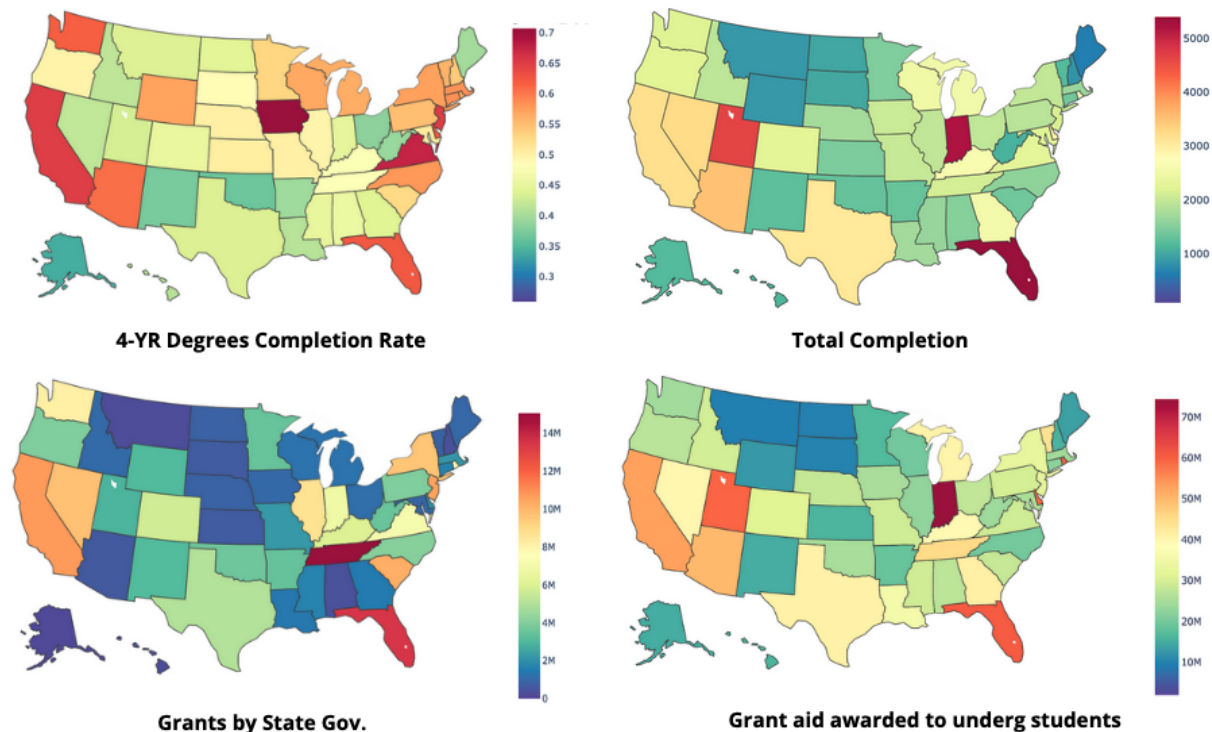 0.7
0.65
0.6
0.55
0.5
0.45
0.4
0.35
0.3
4-YR Degrees Completion Rate
5000
4000
3000
2000
1000
Total Completion
14M
12M
10M
8M
6M
4M
2M
0
Grants by State Gov.
70M
60M
50M
40M
30M
20M
10M
Grant aid awarded to underg students